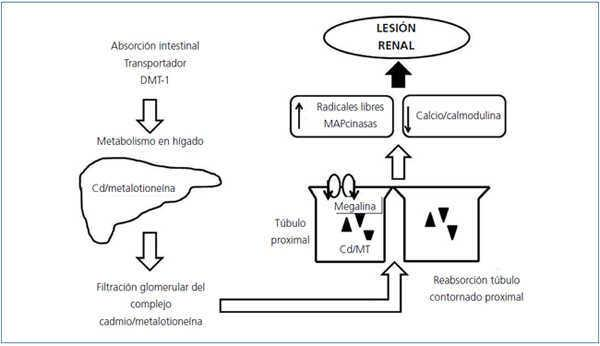 Absorción intestinal
Transportador
DMT-1
Metabolismo en hígado
Cd/metalotioneína
Filtración glomerular del
complejo
cadmio/metalotioneína
LESIÓN
RENAL
Radicales libres
MAPcinasas
Calcio/calmodulina
Megalina
Túbulo
proximal
Cd/MT
Reabsorción túbulo
contornado proximal